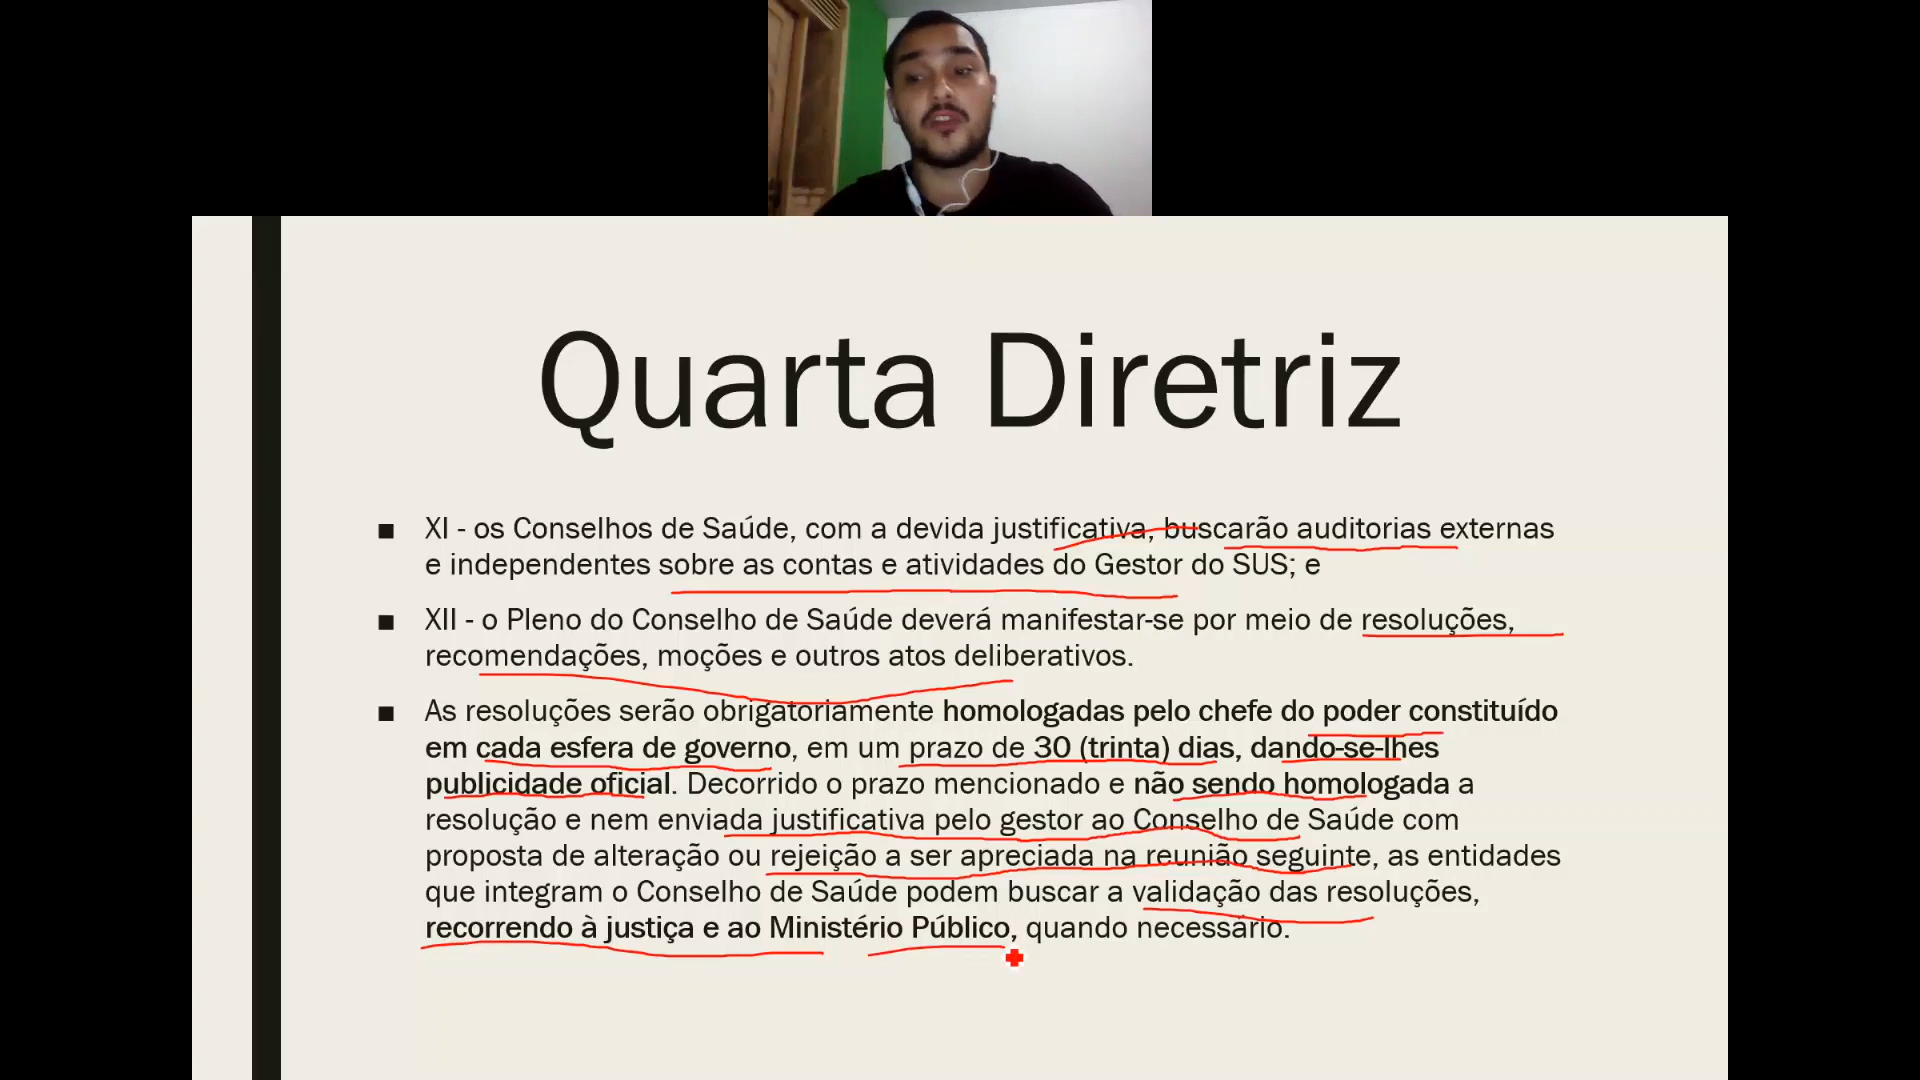 Quarta Diretriz
■ XI - os Conselhos de Saúde, com a devida justificativa, buscarão auditorias externas
e independentes sobre as contas e atividades do Gestor do SUS; e
■ XII - o Pleno do Conselho de Saúde deverá manifestar-se por meio de resoluções,
recomendações, moções e outros atos deliberativos.
■ As resoluções serão obrigatoriamente homologadas pelo chefe do poder constituído
em cada esfera de governo, em um prazo de 30 (trinta) dias, dando-se-lhes
publicidade oficial. Decorrido o prazo mencionado e não sendo homologada a
resolução e nem enviada justificativa pelo gestor ao Conselho de Saúde com
proposta de alteração ou rejeição a ser apreciada na reunião seguinte, as entidades
que integram o Conselho de Saúde podem buscar a validação das resoluções,
recorrendo à justiça e ao Ministério Público, quando necessário.